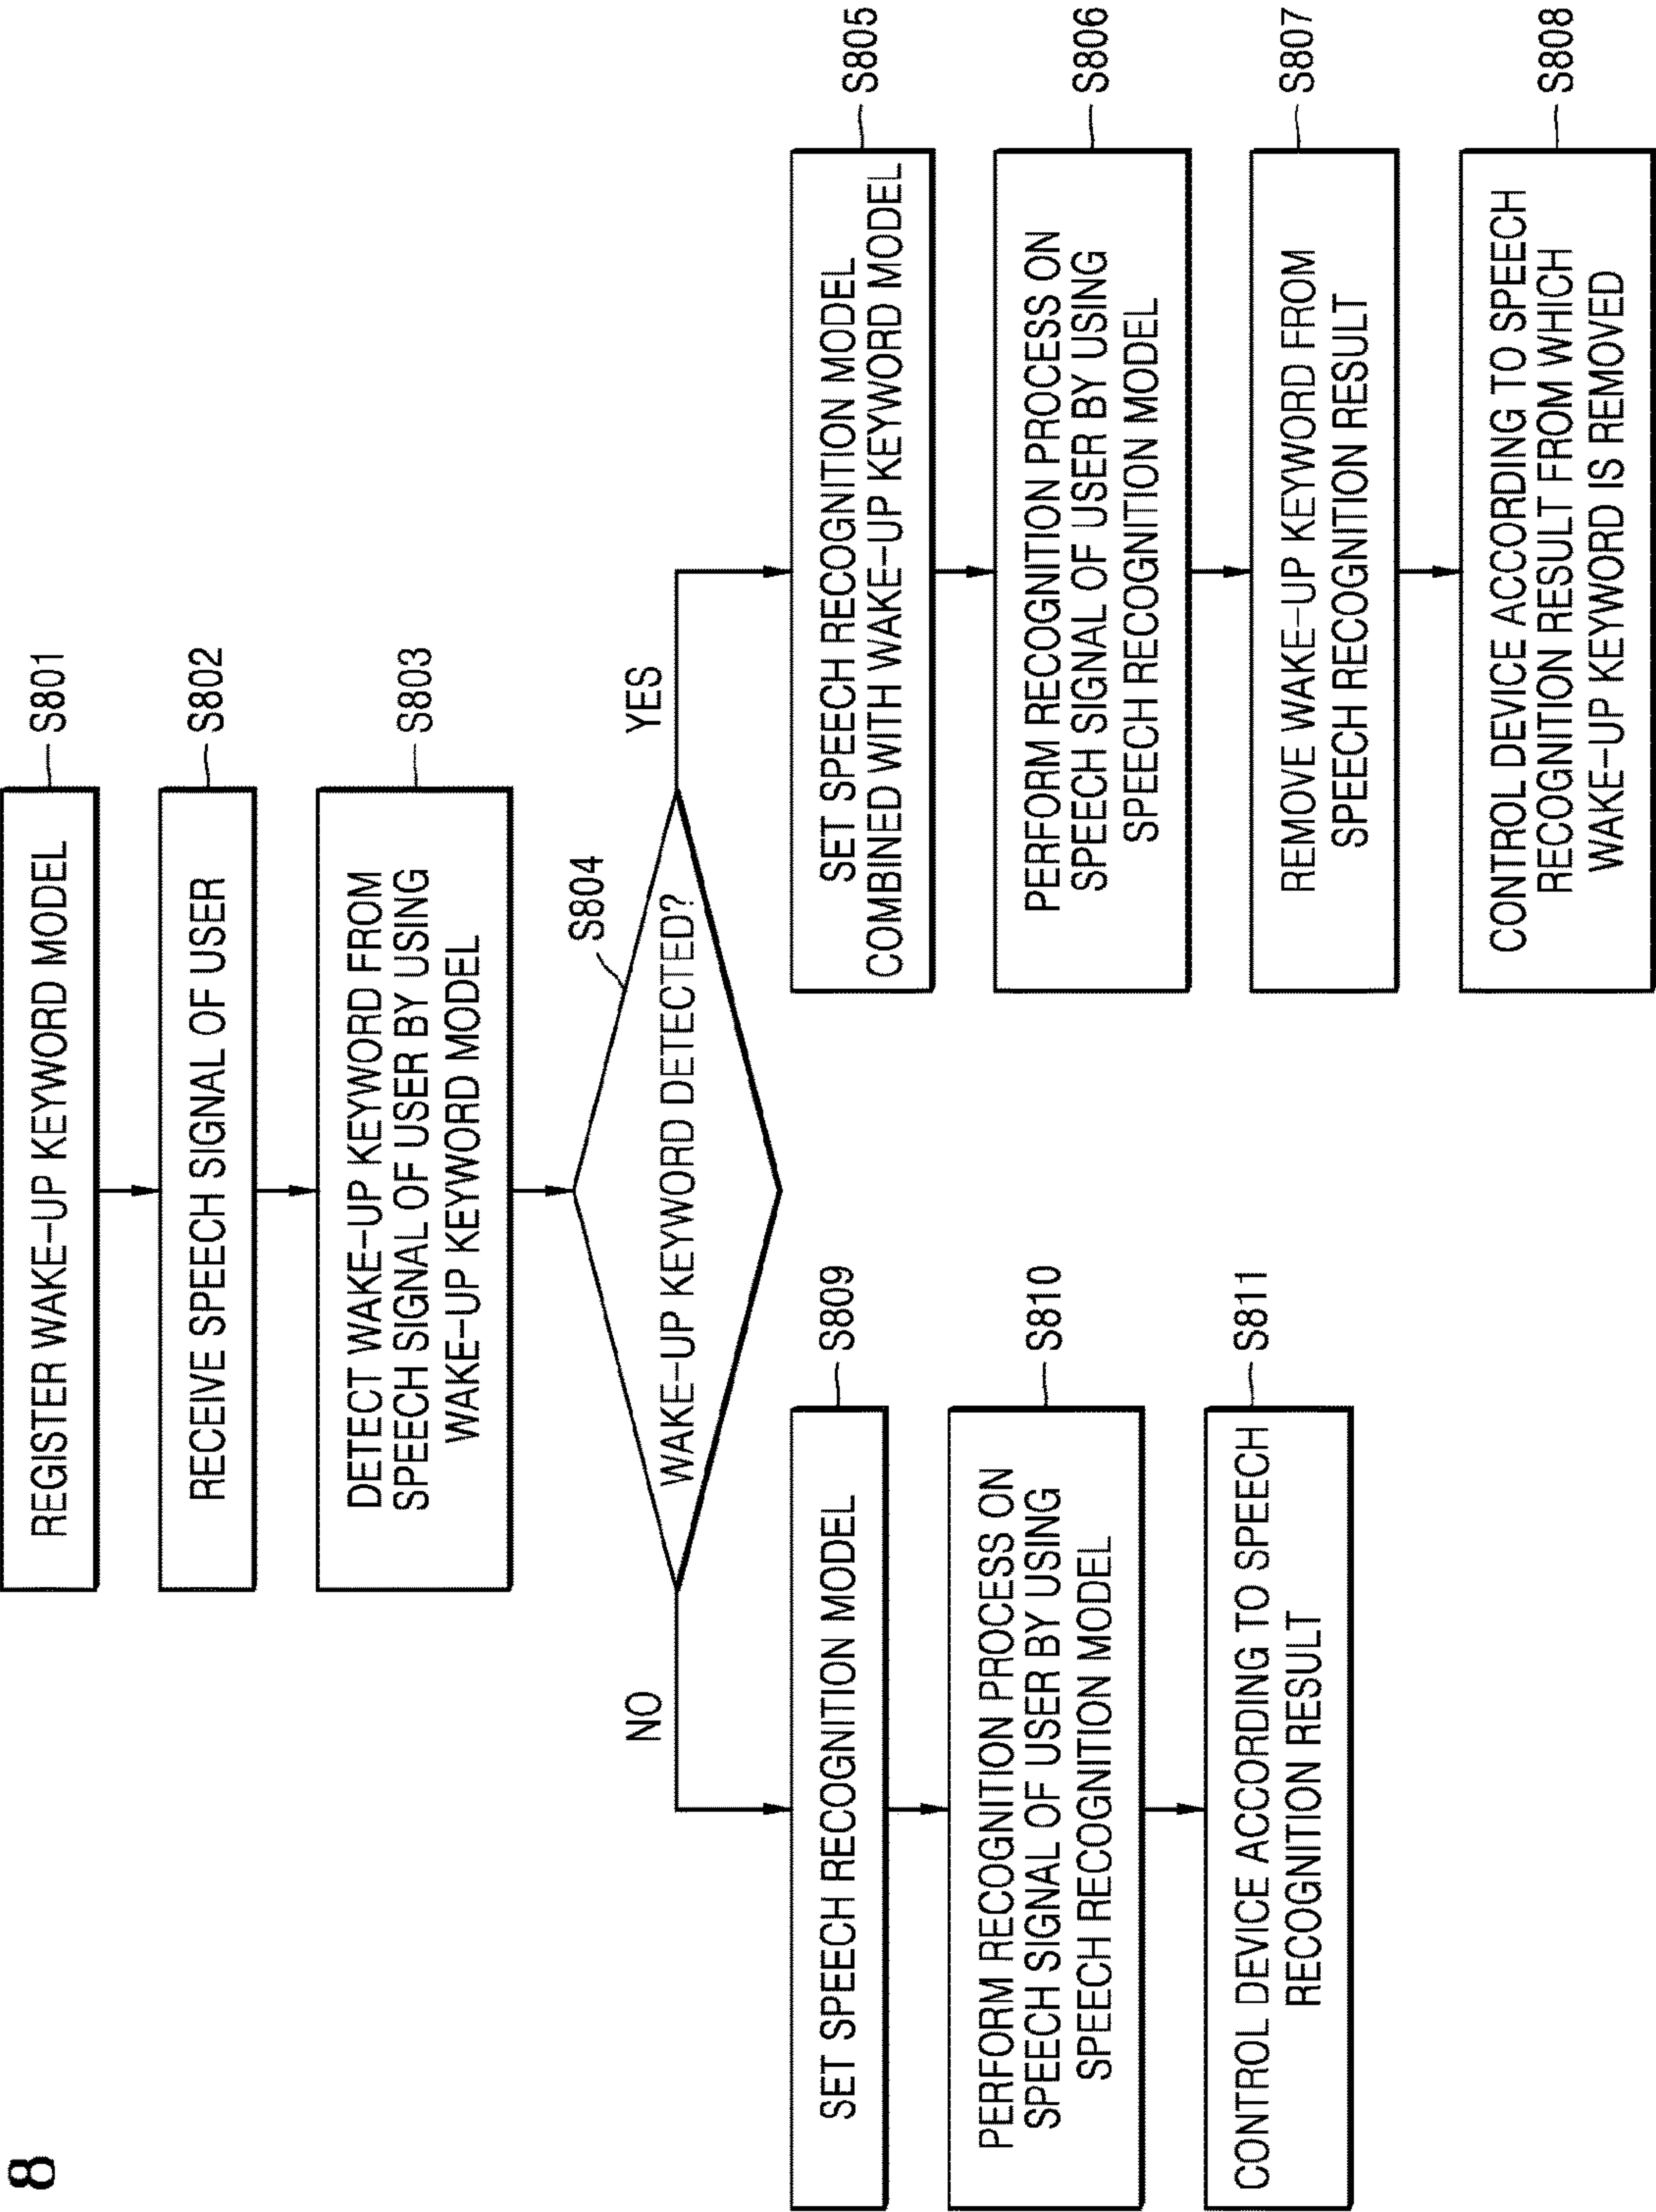 8
REGISTER WAKE-UP KEYWORD MODEL
S801
RECEIVE SPEECH SIGNAL OF USER
S802
DETECT WAKE-UP KEYWORD FROM
SPEECH SIGNAL OF USER BY USING
WAKE-UP KEYWORD MODEL
S803
S804
WAKE-UP KEYWORD DETECTED?
NO
YES
SET SPEECH RECOGNITION MODEL
S809
PERFORM RECOGNITION PROCESS ON
SPEECH SIGNAL OF USER BY USING
SPEECH RECOGNITION MODEL
S810
CONTROL DEVICE ACCORDING TO SPEECH
RECOGNITION RESULT
S811
SET SPEECH RECOGNITION MODEL
COMBINED WITH WAKE-UP KEYWORD MODEL
S805
PERFORM RECOGNITION PROCESS ON
SPEECH SIGNAL OF USER BY USING
SPEECH RECOGNITION MODEL
S806
REMOVE WAKE-UP KEYWORD FROM
SPEECH RECOGNITION RESULT
S807
CONTROL DEVICE ACCORDING TO SPEECH
RECOGNITION RESULT FROM WHICH
WAKE-UP KEYWORD IS REMOVED
S808